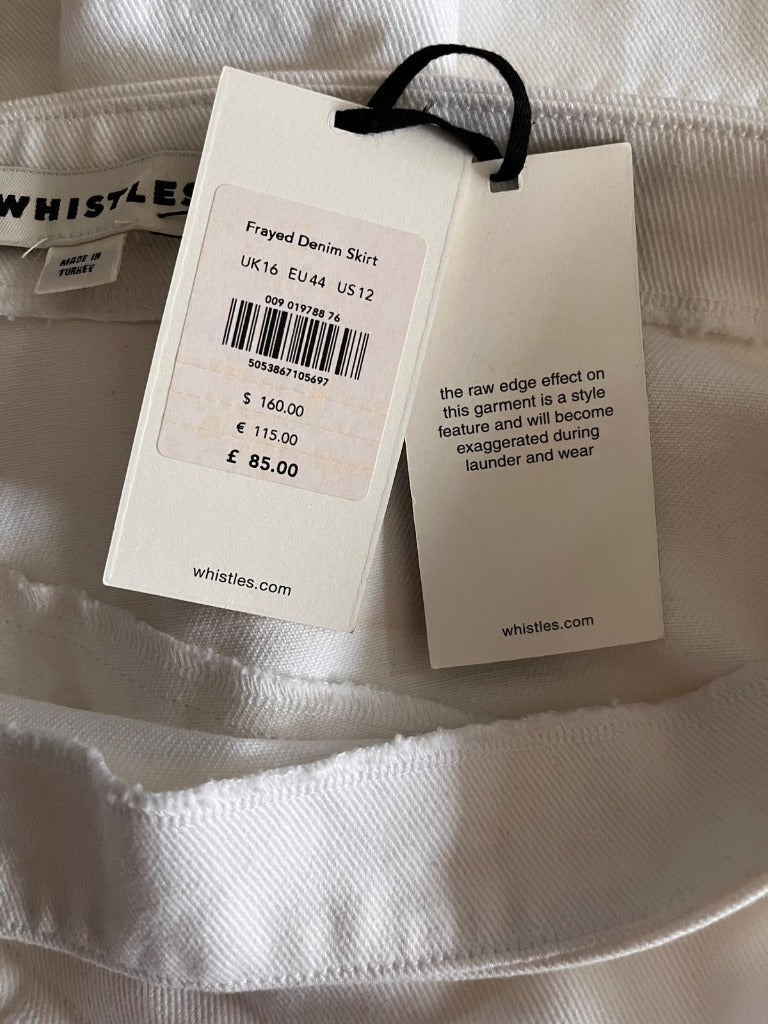 WHISTLES
MADE IN
TURKEY
Frayed Denim Skirt
UK16 EU44 US12
009 019788 76
5053867105697
$ 160.00
€ 115.00
£ 85.00
whistles.com
the raw edge effect on
this garment is a style
feature and will become
exaggerated during
launder and wear
whistles.com